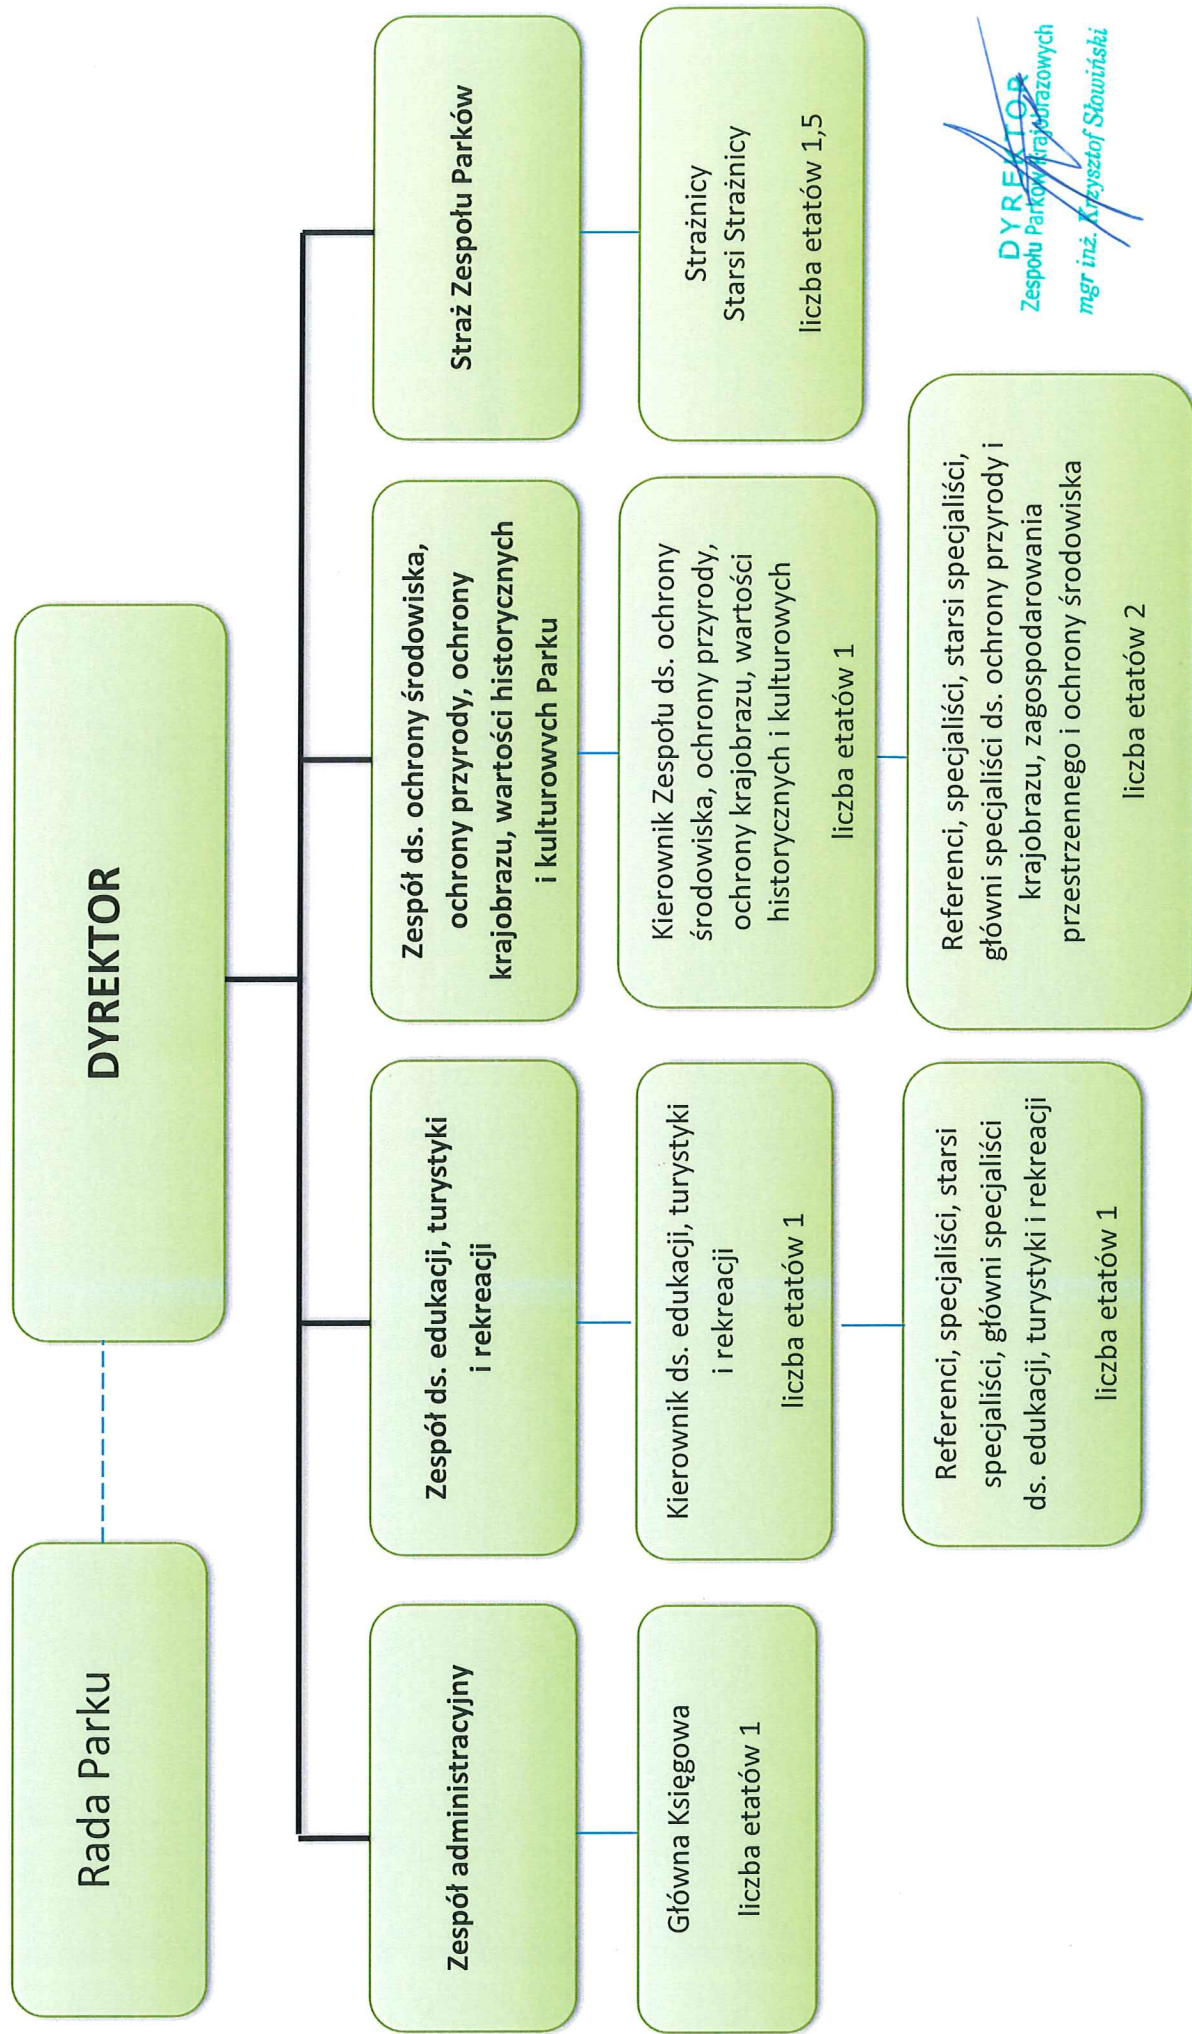 Rada Parku
DYREKTOR
Zespół administracyjny
Główna Księgowa
liczba etatów 1
Zespół ds. edukacji, turystyki
i rekreacji
Kierownik ds. edukacji, turystyki
i rekreacji
liczba etatów 1
Referenci, specjaliści, starsi
specjaliści, główni specjaliści
ds. edukacji, turystyki i rekreacji
liczba etatów 1
Zespół ds. ochrony środowiska,
ochrony przyrody, ochrony
krajobrazu, wartości historycznych
i kulturowych Parku
Kierownik Zespołu ds. ochrony
środowiska, ochrony przyrody,
ochrony krajobrazu, wartości
historycznych i kulturowych
liczba etatów 1
Referenci, specjaliści, starsi specjaliści,
główni specjaliści ds. ochrony przyrody i
krajobrazu, zagospodarowania
przestrzennego i ochrony środowiska
liczba etatów 2
Straż Zespołu Parków
Strażnicy
Starsi Strażnicy
liczba etatów 1,5
DYREKTOR
Zespołu Parków Krajobrazowych
mgr inż. Krzysztof Słowiński